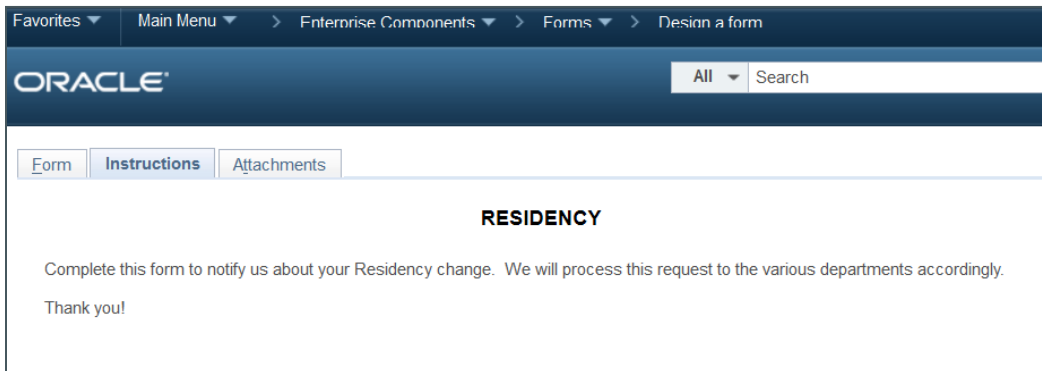 Favorites Main Menu > Enterprise Components > Forms > Design a form
ORACLE All Search
Form Instructions Attachments
RESIDENCY
Complete this form to notify us about your Residency change. We will process this request to the various departments accordingly.
Thank you!